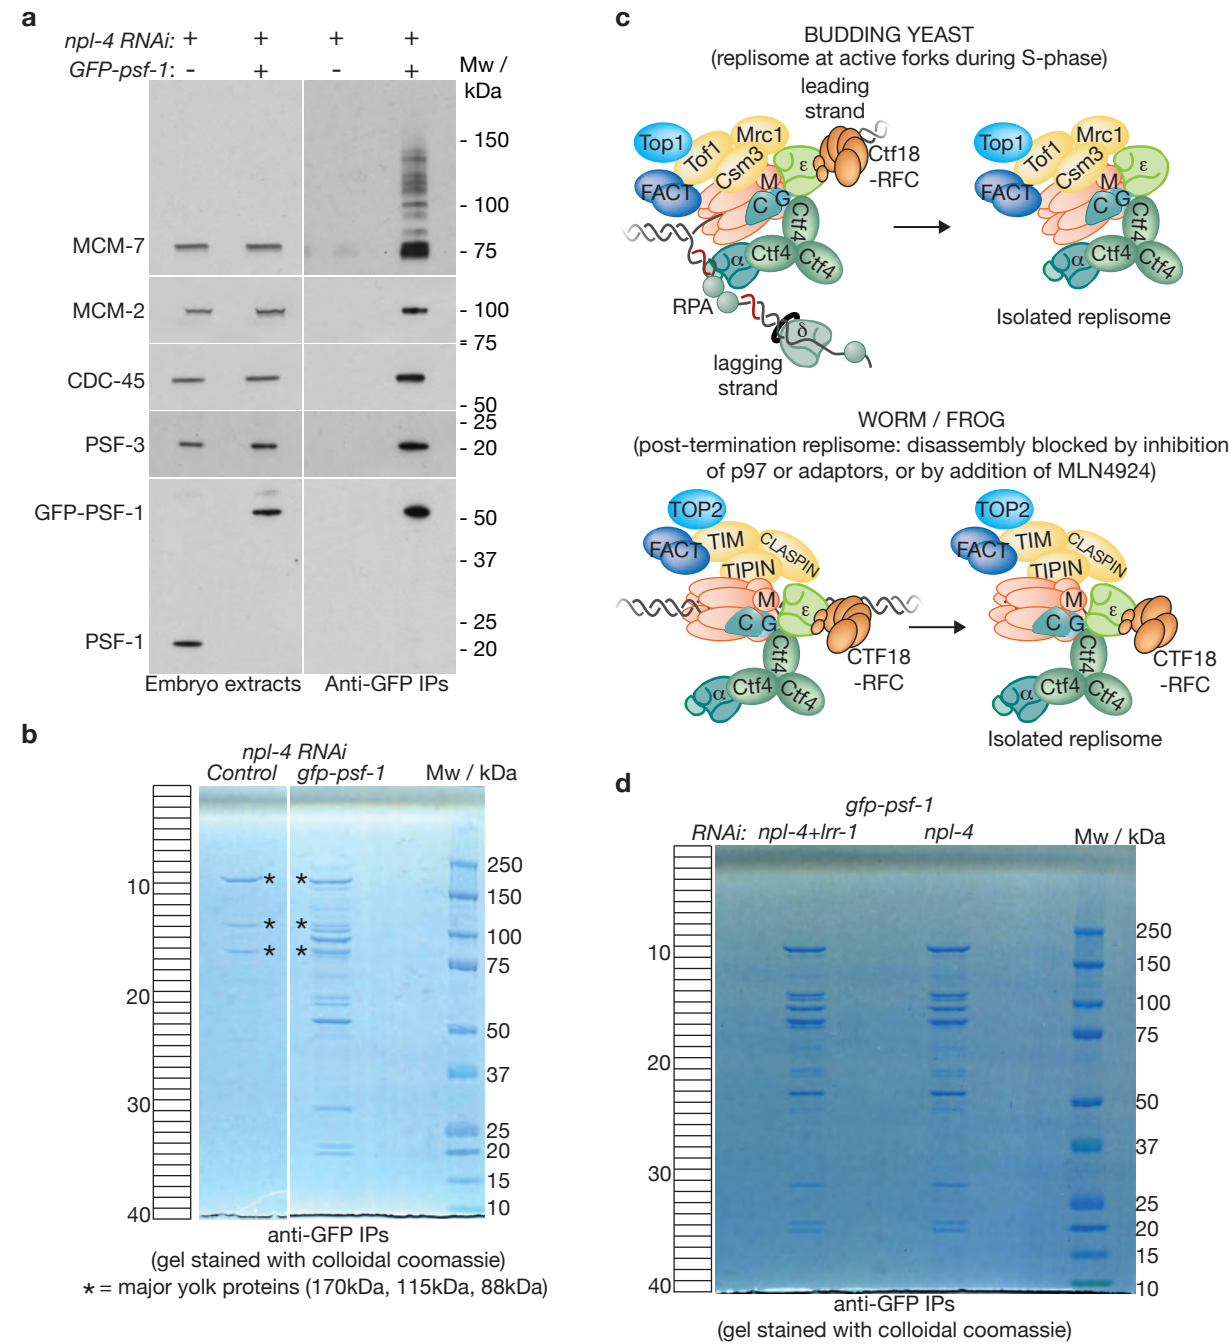 a
npl-4 RNAi: + + + +
GFP-psf-1: - + - +
Mw /
kDa
- 150
- 100
MCM-7
- 75
MCM-2
- 100
= 75
CDC-45
- 50
- 25
PSF-3
- 20
GFP-PSF-1
- 50
- 37
- 25
PSF-1
- 20
Embryo extracts Anti-GFP IPs
b
npl-4 RNAi
Control gfp-psf-1 Mw / kDa
250
10 * *
150
* *
100
* *
75
20
50
37
30
25
20
15
10
40
anti-GFP IPs
(gel stained with colloidal coomassie)
* = major yolk proteins (170kDa, 115kDa, 88kDa)
c
BUDDING YEAST
(replisome at active forks during S-phase)
leading
strand
Top1 Tof1 Mrc1 Csm3 FACT M C G ε
Ctf18
-RFC
Ctf4 Ctf4 Ctf4 α
RPA
δ
lagging
strand
Top1 Tof1 Mrc1 Csm3 FACT M C G ε
Ctf4 Ctf4 Ctf4 α
Isolated replisome
WORM / FROG
(post-termination replisome: disassembly blocked by inhibition
of p97 or adaptors, or by addition of MLN4924)
TOP2 FACT TIM CLASPIN TIPIN M C G ε
CTF18
-RFC
Ctf4 Ctf4 Ctf4 α
TOP2 FACT TIM CLASPIN TIPIN M C G ε
CTF18
-RFC
Ctf4 Ctf4 Ctf4 α
Isolated replisome
d
gfp-psf-1
RNAi: npl-4+lrr-1 npl-4 Mw / kDa
250
10
150
100
75
20
50
37
30
25
20
15
40
10
anti-GFP IPs
(gel stained with colloidal coomassie)